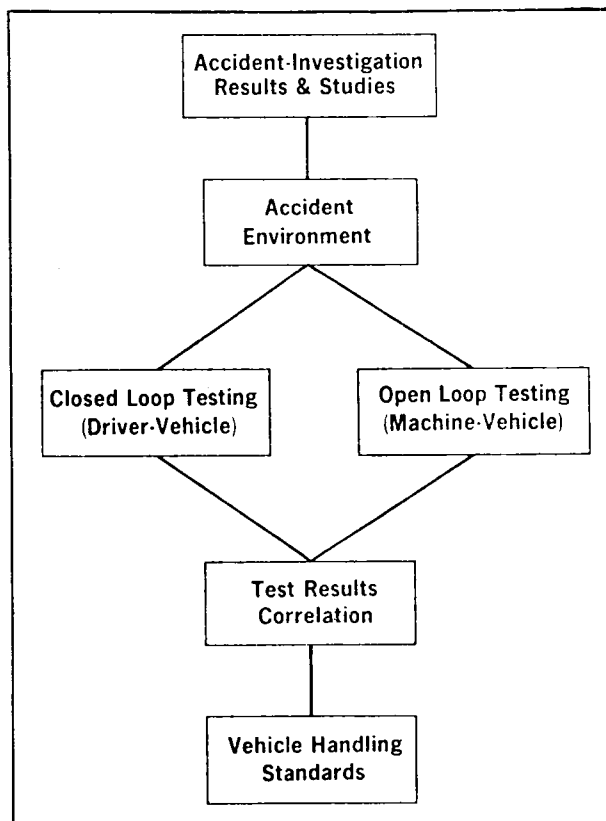 Accident-Investigation
Results & Studies
Accident
Environment
Closed Loop Testing
(Driver-Vehicle)
Open Loop Testing
(Machine-Vehicle)
Test Results
Correlation
Vehicle Handling
Standards